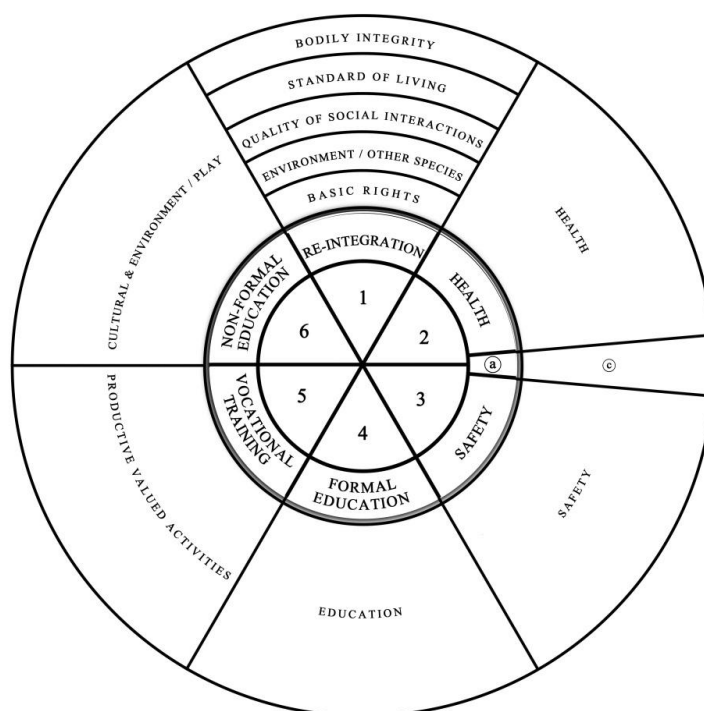 BODILY INTEGRITY
STANDARD OF LIVING
QUALITY OF SOCIAL INTERACTIONS
ENVIRONMENT / OTHER SPECIES
BASIC RIGHTS
CULTURAL & ENVIRONMENT / PLAY
HEALTH
NON-FORMAL
EDUCATION
RE-INTEGRATION
HEALTH
1
2
6
ⓐ
ⓒ
5
3
4
VOCATIONAL
TRAINING
FORMAL
EDUCATION
SAFETY
PRODUCTIVE VALUED ACTIVITIES
SAFETY
EDUCATION